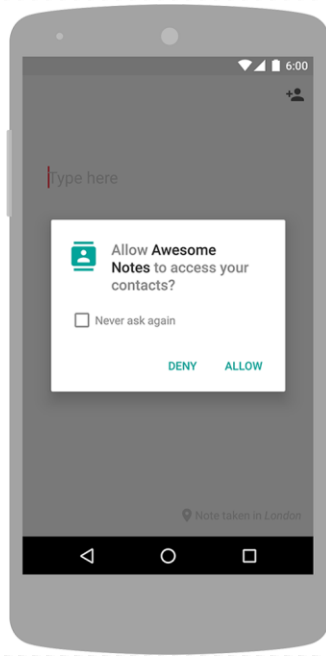 6:00
Type here
Allow Awesome
Notes to access your
contacts?
Never ask again
DENY ALLOW
Note taken in London